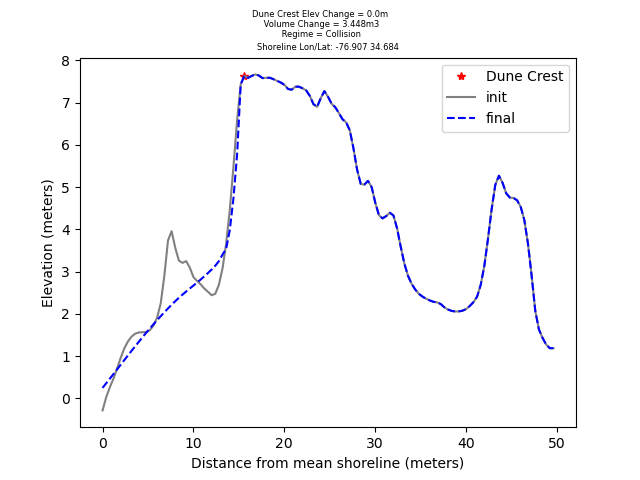 Dune Crest Elev Change = 0.0m
Volume Change = 3.448m3
Regime = Collision
Shoreline Lon/Lat: -76.907 34.684
Dune Crest
init
final
8
7
6
5
4
3
2
1
0
Elevation (meters)
0 10 20 30 40 50
Distance from mean shoreline (meters)